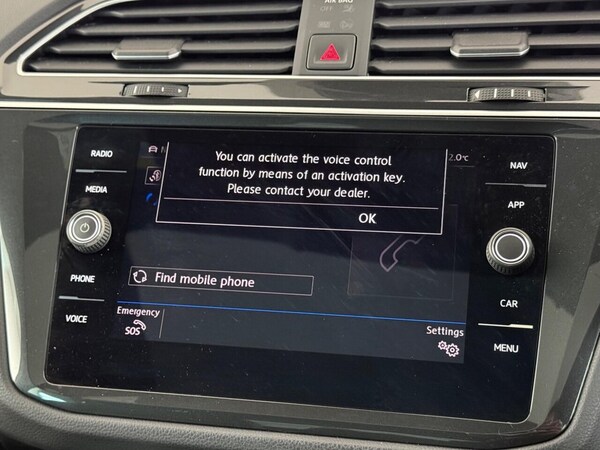 AIR BAG
OFF
RADIO
MEDIA
PHONE
VOICE
2.0°C
You can activate the voice control
function by means of an activation key.
Please contact your dealer.
OK
Find mobile phone
Emergency
SOS
Settings
NAV
APP
CAR
MENU